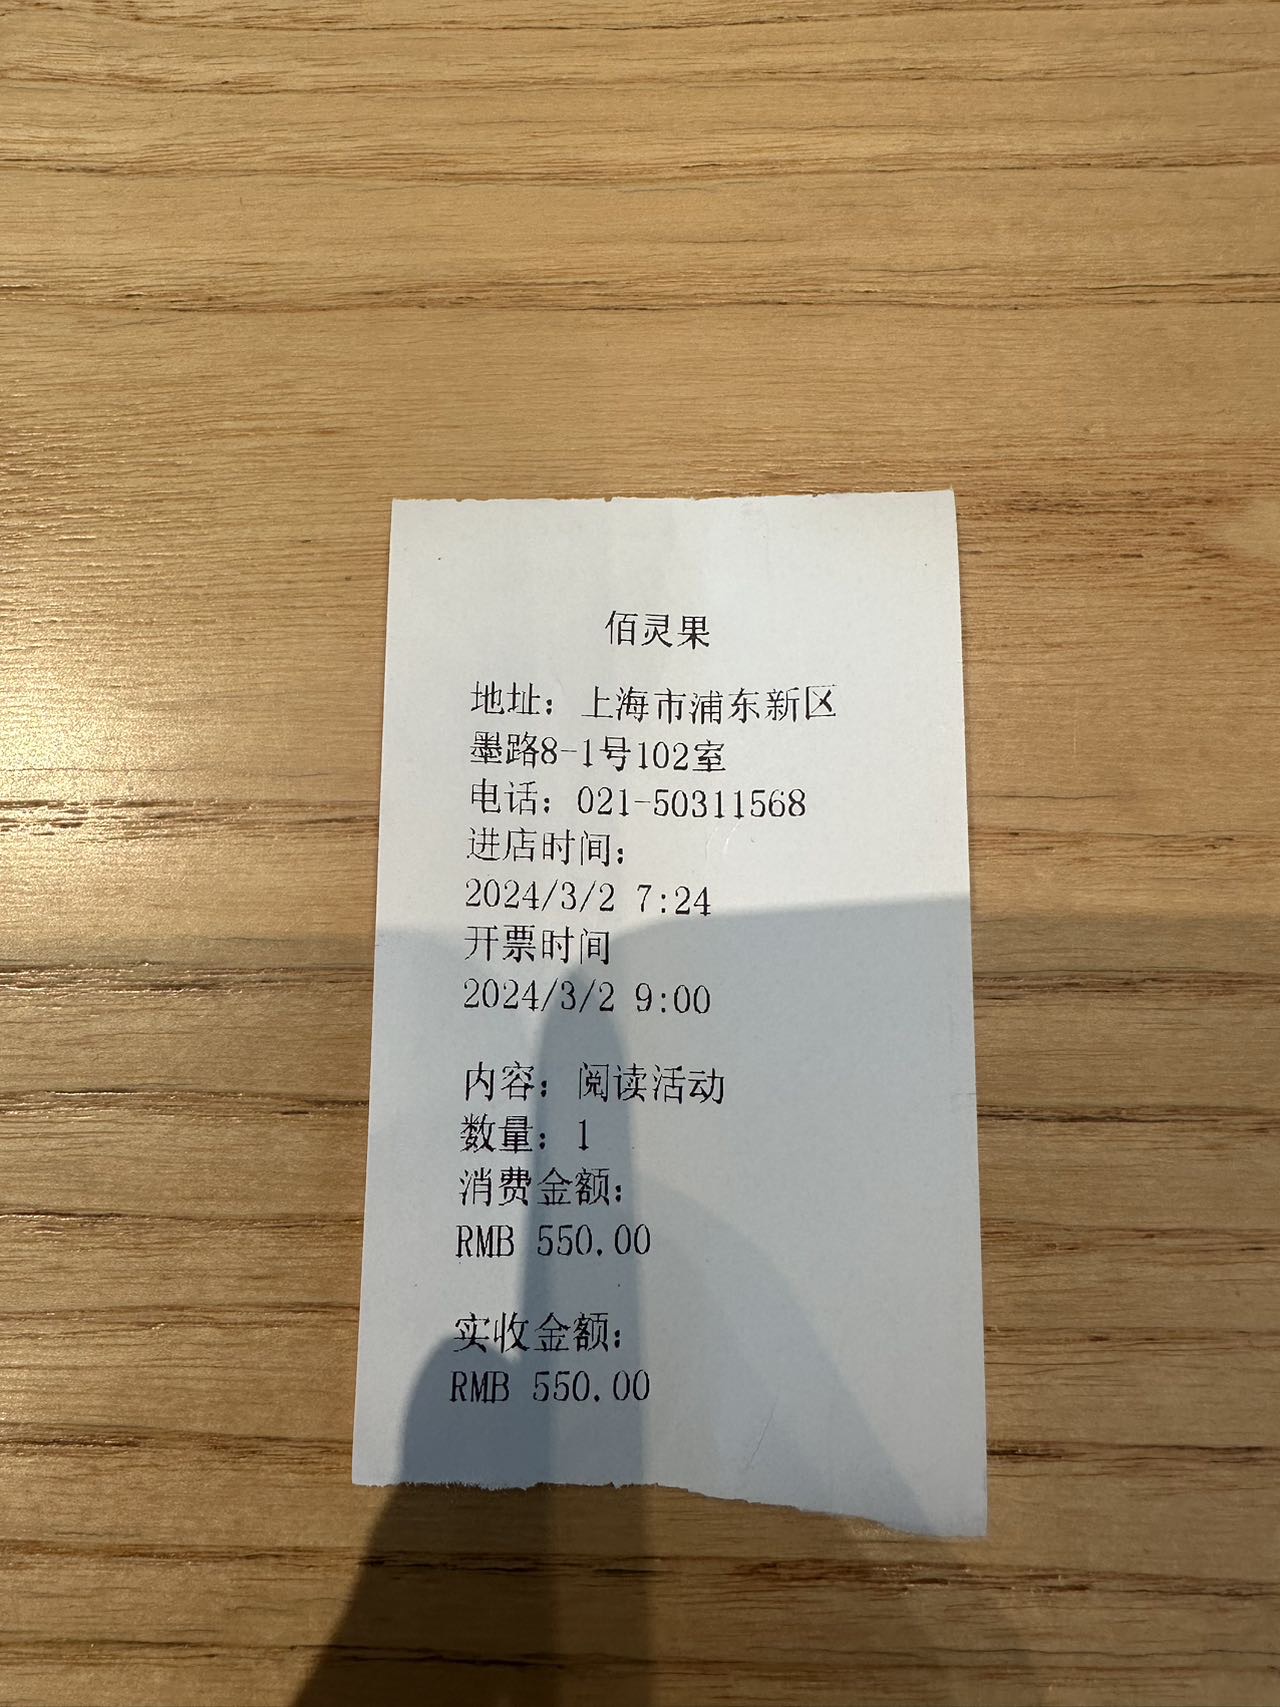 佰灵果
地址：上海市浦东新区
墨路8-1号102室
电话：021-50311568
进店时间：
2024/3/2 7:24
开票时间
2024/3/2 9:00
内容：阅读活动
数量：1
消费金额：
RMB 550.00
实收金额：
RMB 550.00